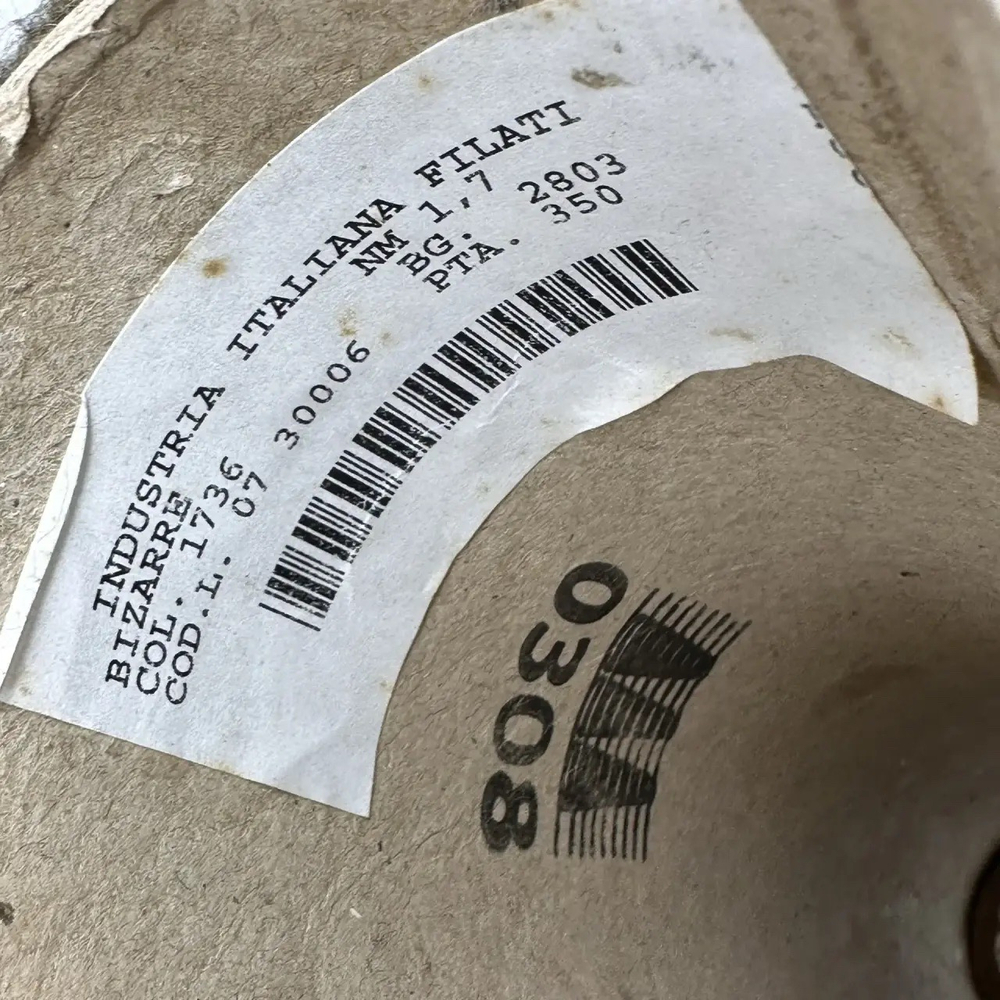 INDUSTRIA ITALIANA FILATI
BIZARRE NM 1,7
COL. 1736 BG. 2803
COD.L. 07 30006 PTA. 350
0308